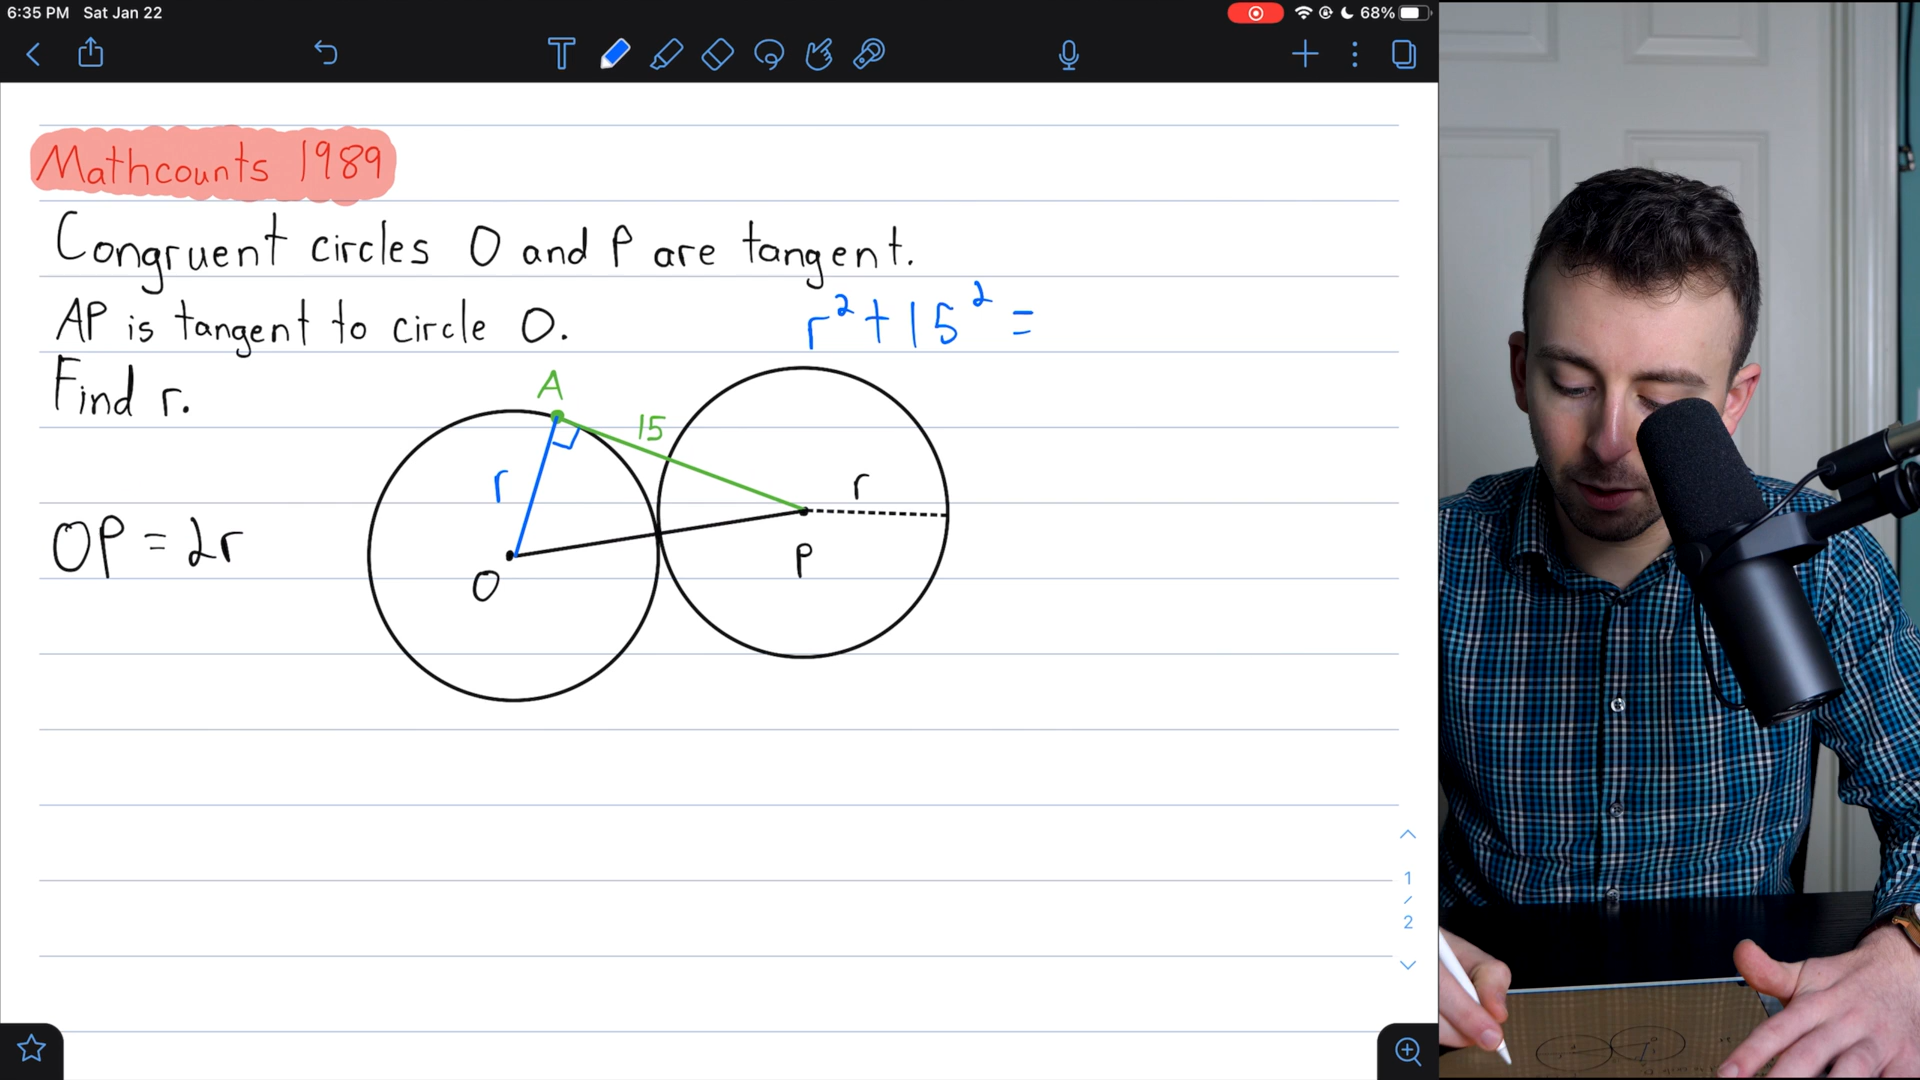 6:35 PM Sat Jan 22
68%
Mathcounts 1989
Congruent circles O and P are tangent.
AP is tangent to circle O.
r² + 15² =
Find r.
A
15
r
r
OP = 2r
P
O
1
/
2